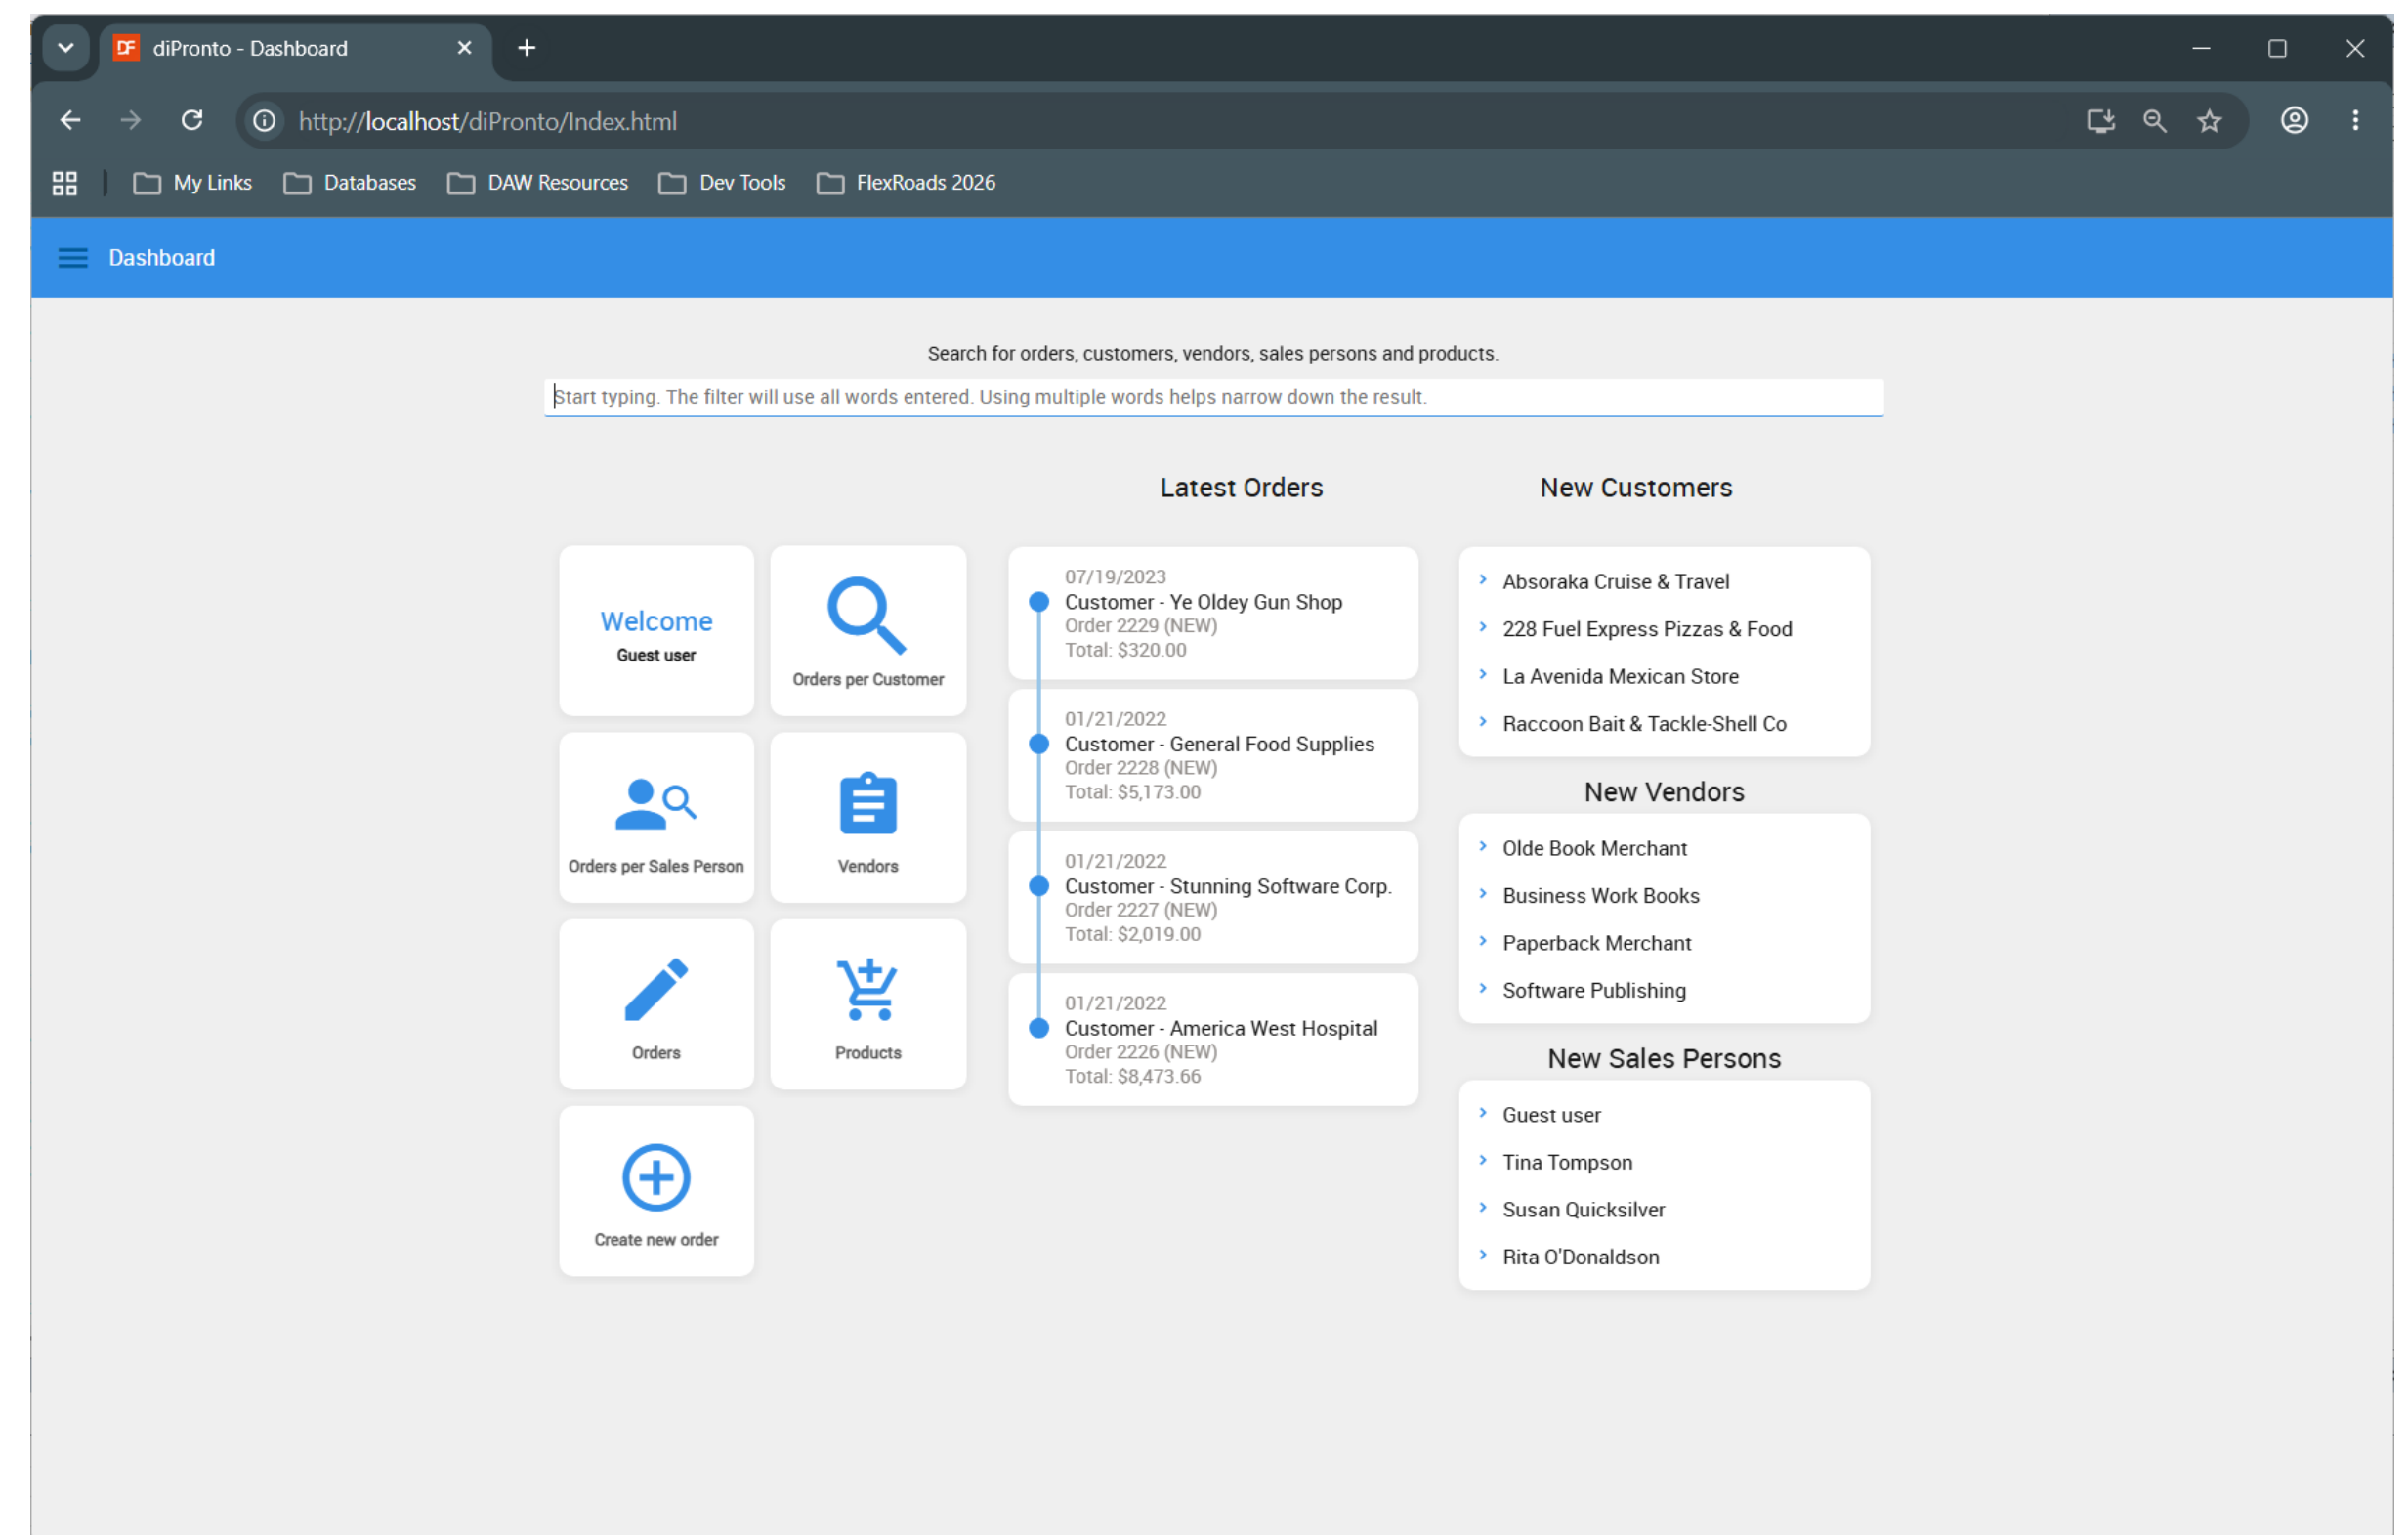 diPronto - Dashboard
http://localhost/diPronto/Index.html
My Links
Databases
DAW Resources
Dev Tools
FlexRoads 2026
Dashboard
Search for orders, customers, vendors, sales persons and products.
Start typing. The filter will use all words entered. Using multiple words helps narrow down the result.
Welcome
Guest user
Orders per Customer
Orders per Sales Person
Vendors
Orders
Products
Create new order
Latest Orders
07/19/2023
Customer - Ye Oldey Gun Shop
Order 2229 (NEW)
Total: $320.00
01/21/2022
Customer - General Food Supplies
Order 2228 (NEW)
Total: $5,173.00
01/21/2022
Customer - Stunning Software Corp.
Order 2227 (NEW)
Total: $2,019.00
01/21/2022
Customer - America West Hospital
Order 2226 (NEW)
Total: $8,473.66
New Customers
Absoraka Cruise & Travel
228 Fuel Express Pizzas & Food
La Avenida Mexican Store
Raccoon Bait & Tackle-Shell Co
New Vendors
Olde Book Merchant
Business Work Books
Paperback Merchant
Software Publishing
New Sales Persons
Guest user
Tina Tompson
Susan Quicksilver
Rita O'Donaldson